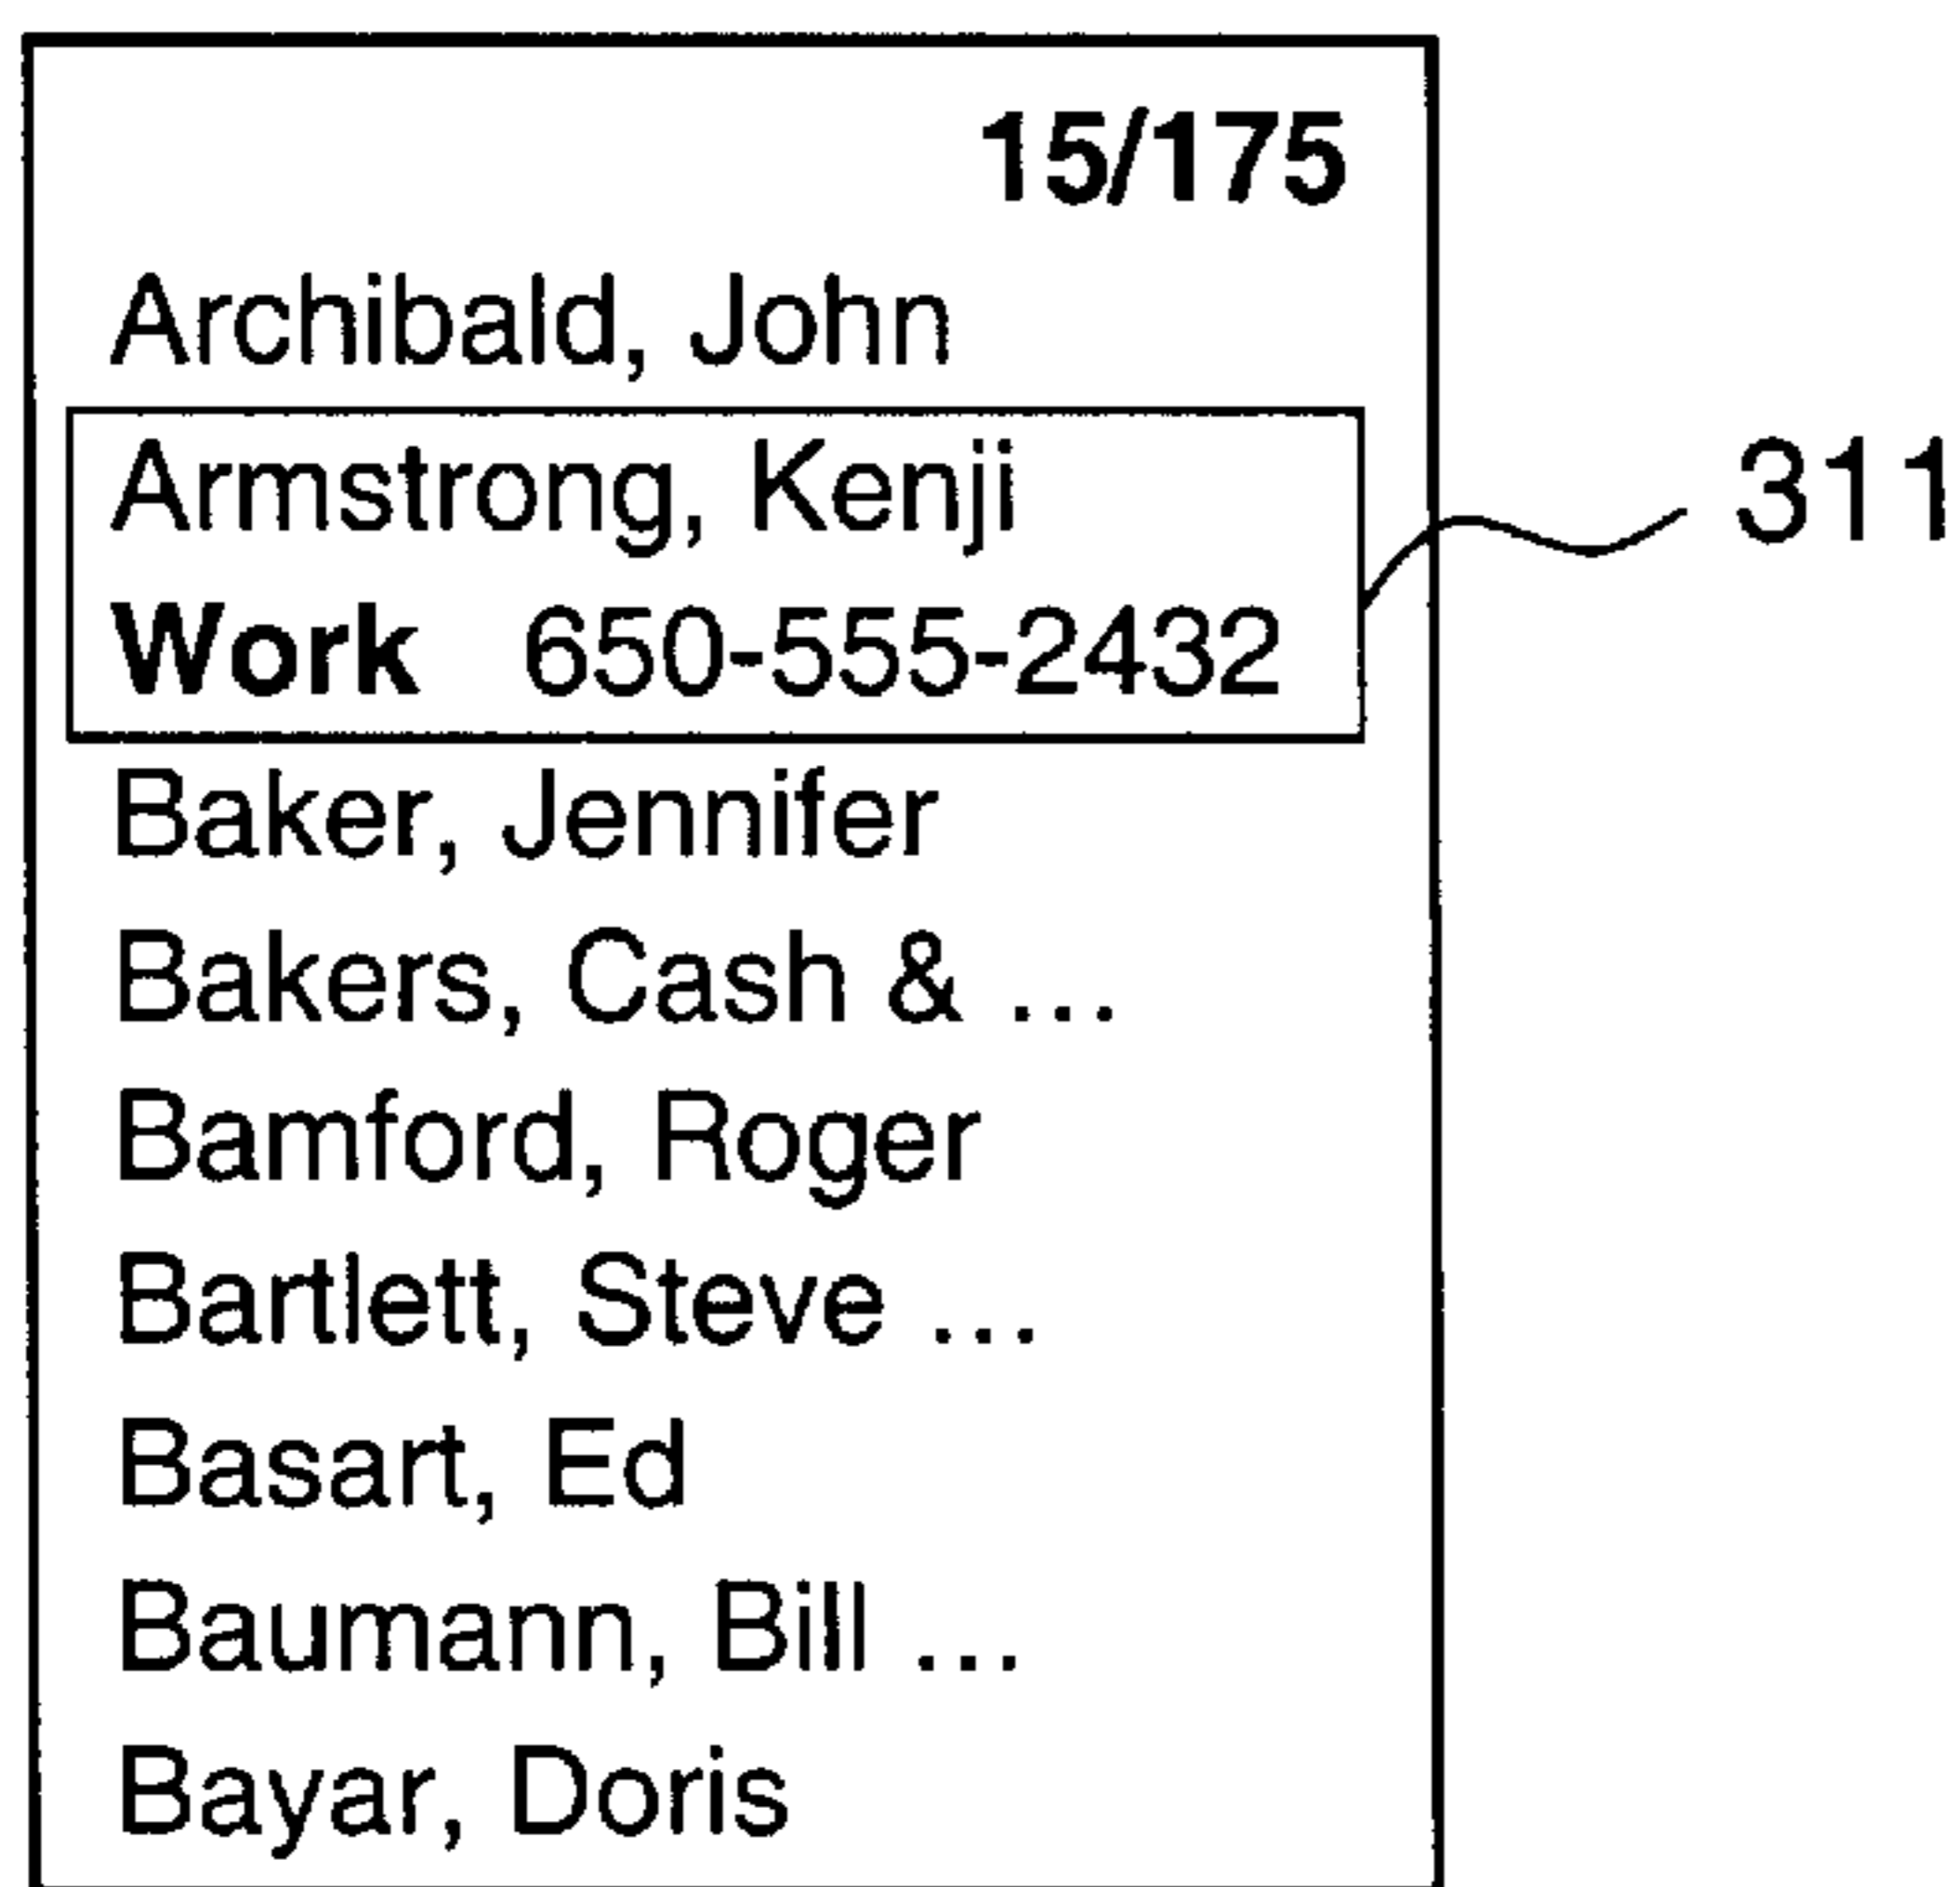 15/175
Archibald, John
Armstrong, Kenji
311
Work 650-555-2432
Baker, Jennifer
Bakers, Cash & ...
Bamford, Roger
Bartlett, Steve ...
Basart, Ed
Baumann, Bill ...
Bayar, Doris